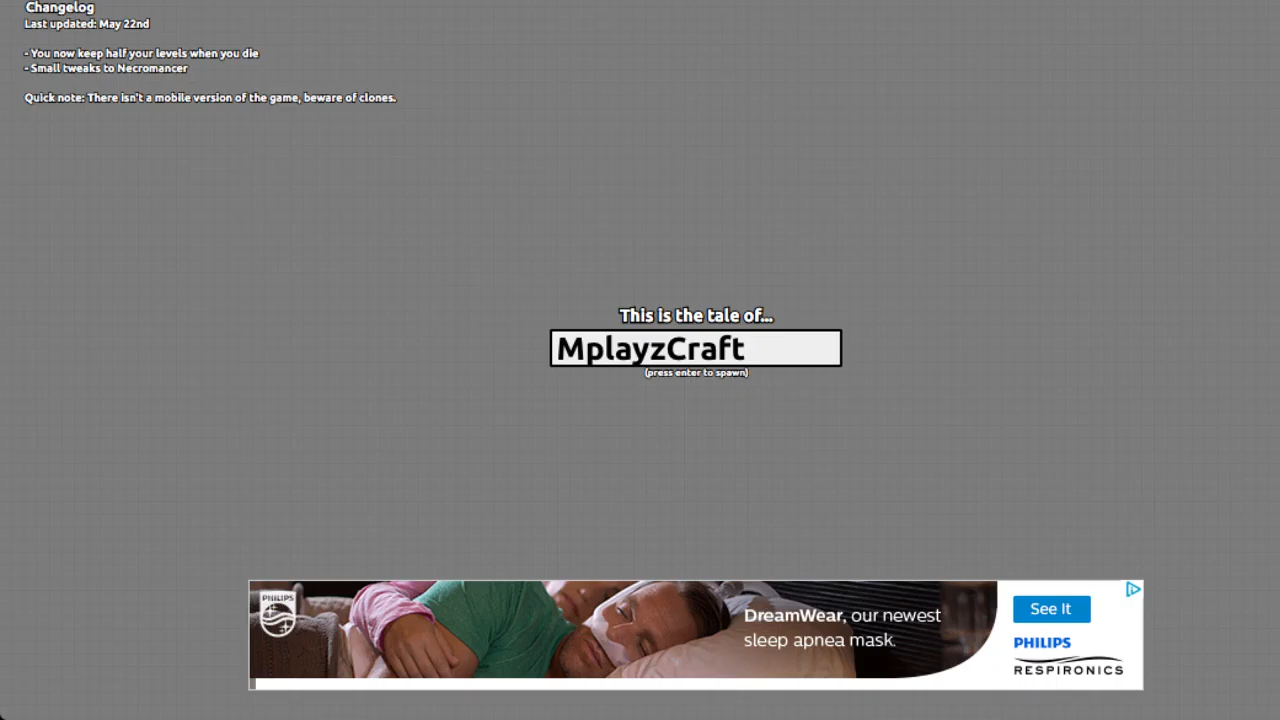 Changelog
Last updated: May 22nd
- You now keep half your levels when you die
- Small tweaks to Necromancer
Quick note: There isn't a mobile version of the game, beware of clones.
This is the tale of...
MplayzCraft
(press enter to spawn)
PHILIPS
DreamWear, our newest
sleep apnea mask.
See It
PHILIPS
RESPIRONICS